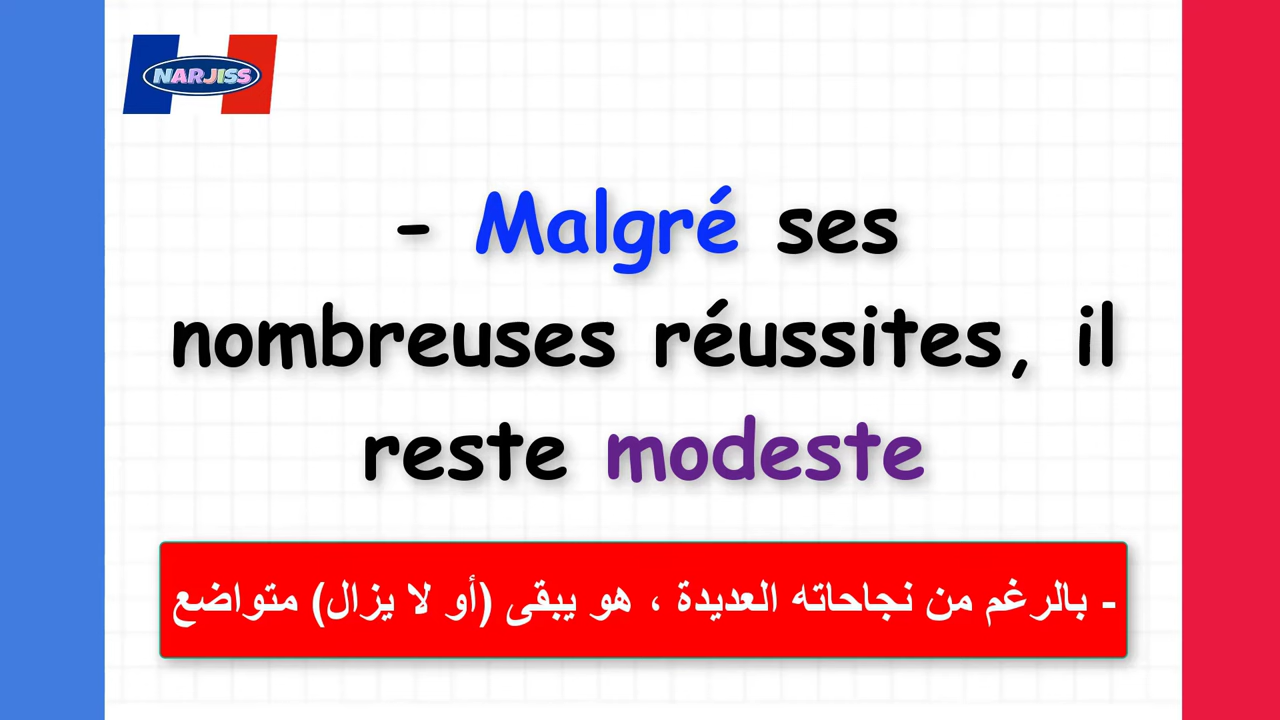 NARJISS
- Malgré ses
nombreuses réussites, il
reste modeste
- بالرغم من نجاحاته العديدة ، هو يبقى (أو لا يزال) متواضع